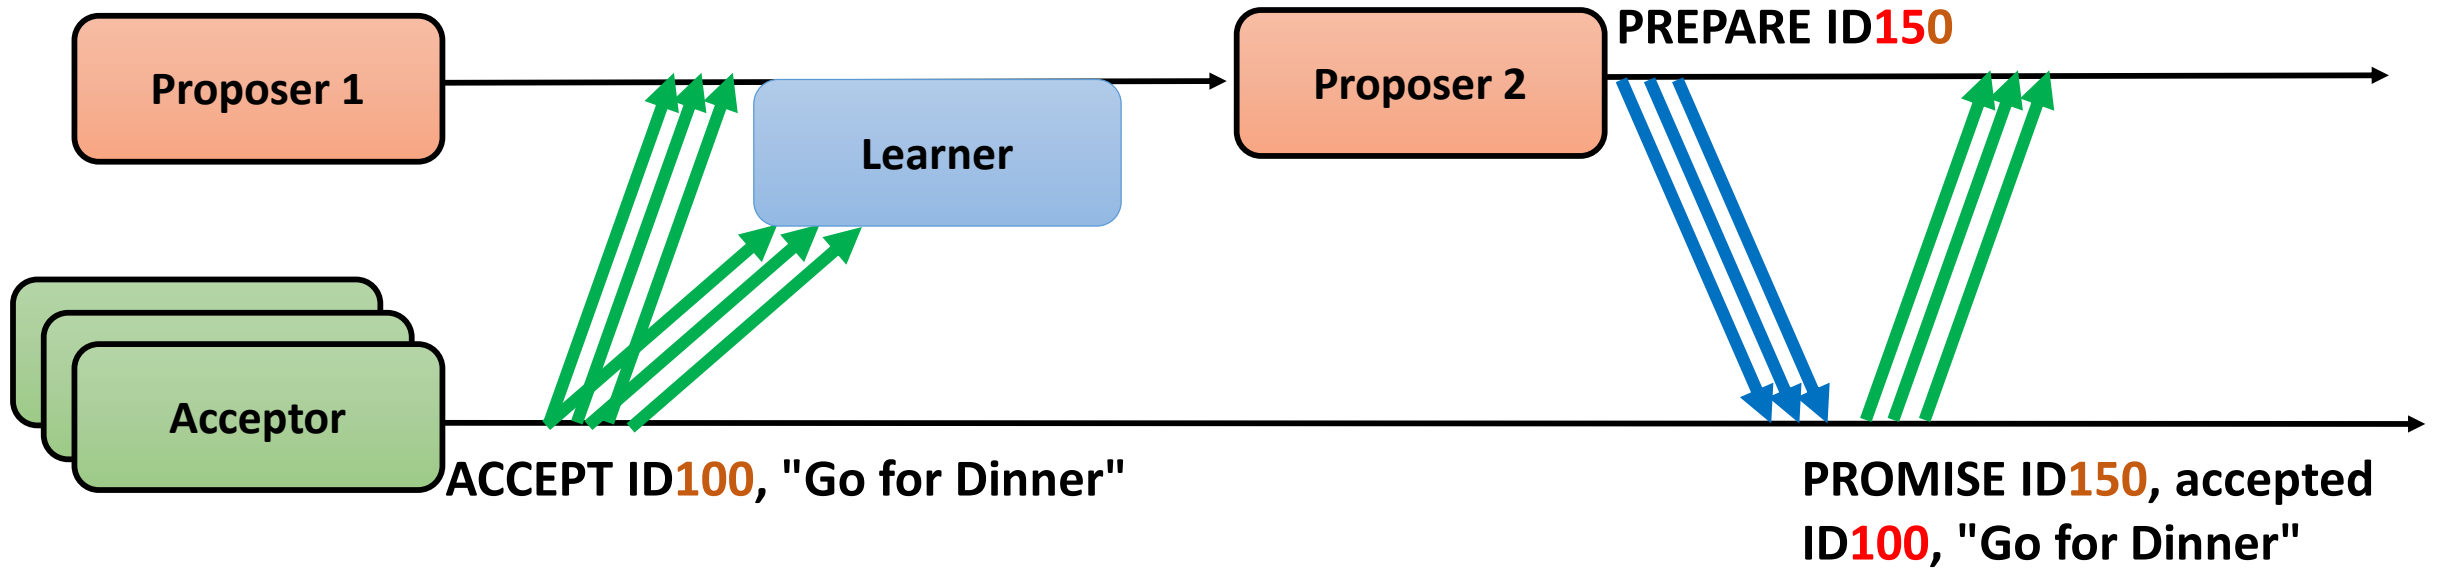 Proposer 1
Learner
Proposer 2
PREPARE ID150
Acceptor
ACCEPT ID100, "Go for Dinner"
PROMISE ID150, accepted
ID100, "Go for Dinner"